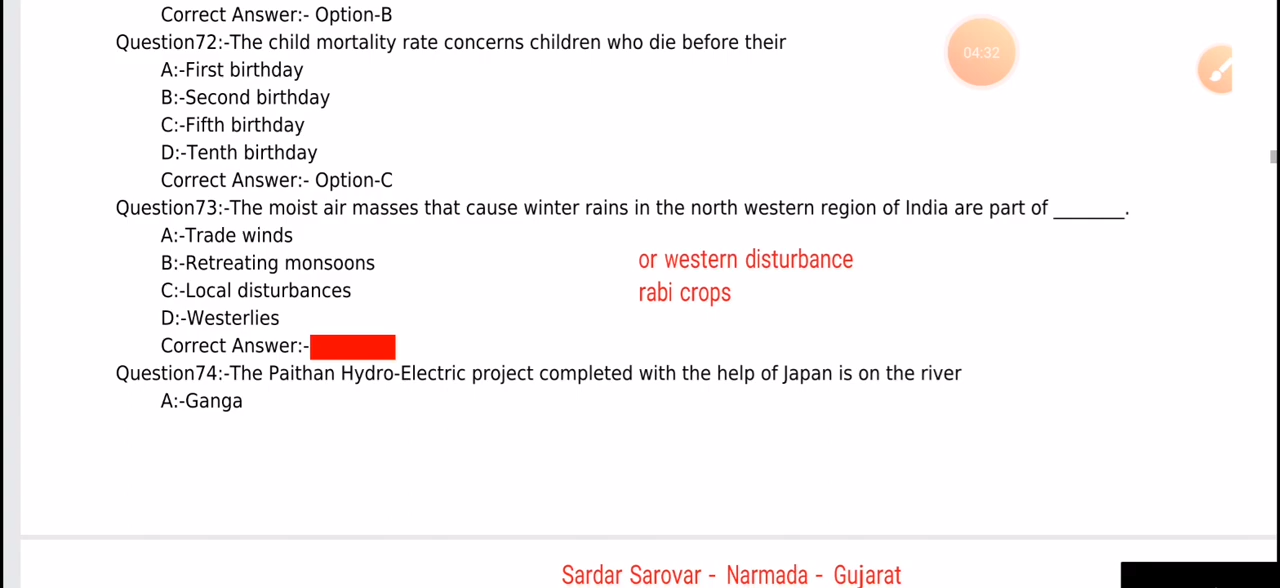 Correct Answer:- Option-B
Question72:-The child mortality rate concerns children who die before their
04:32
A:-First birthday
B:-Second birthday
C:-Fifth birthday
D:-Tenth birthday
Correct Answer:- Option-C
Question73:-The moist air masses that cause winter rains in the north western region of India are part of _______.
A:-Trade winds
B:-Retreating monsoons
or western disturbance
C:-Local disturbances
rabi crops
D:-Westerlies
Correct Answer:-
Question74:-The Paithan Hydro-Electric project completed with the help of Japan is on the river
A:-Ganga
Sardar Sarovar - Narmada - Gujarat